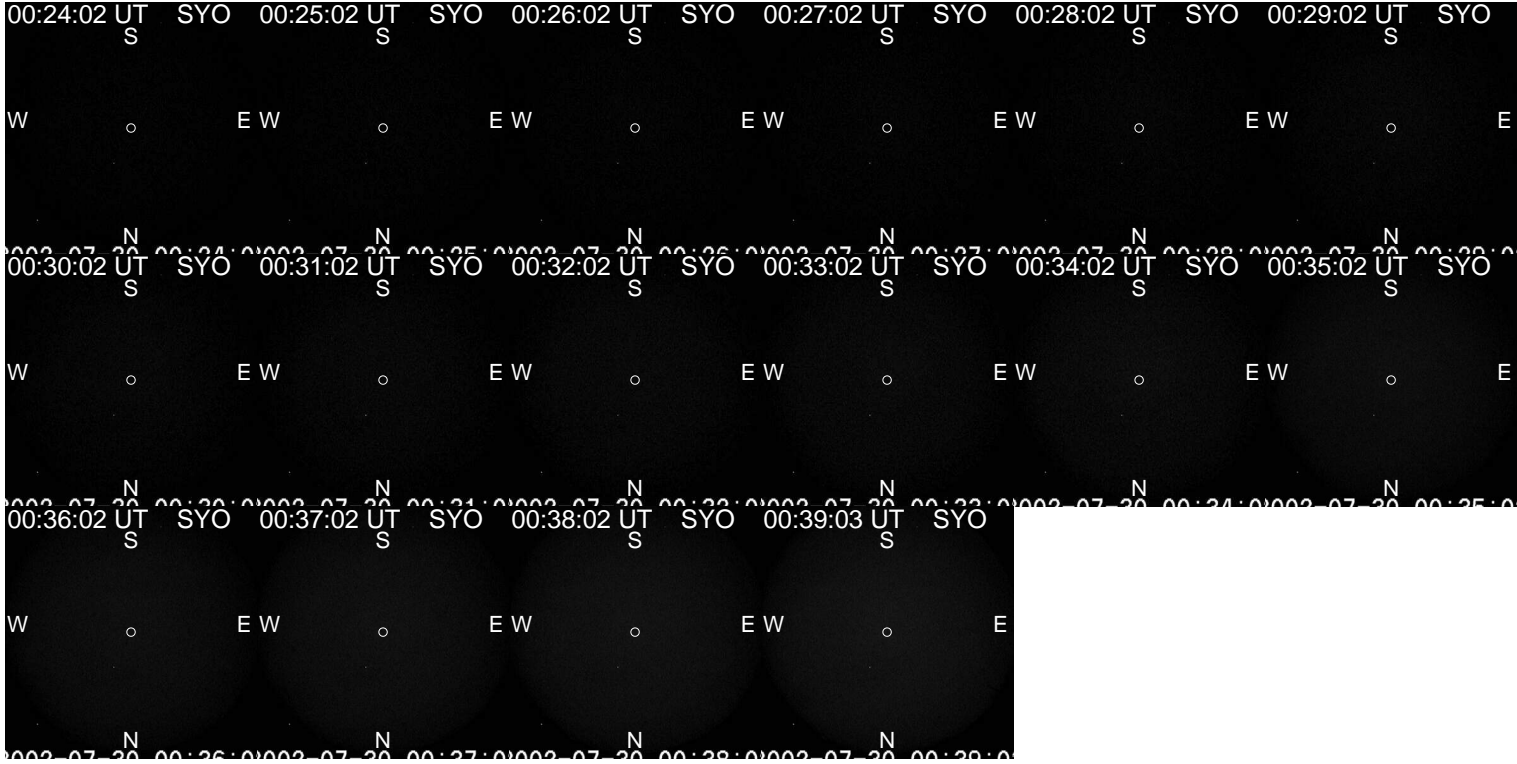 00:24:02 UT SYO 00:25:02 UT SYO 00:26:02 UT SYO 00:27:02 UT SYO 00:28:02 UT SYO 00:29:02 UT SYO
S S S S S S
W E W E W E W E W E W E
N N N N N N
00:30:02 UT SYO 00:31:02 UT SYO 00:32:02 UT SYO 00:33:02 UT SYO 00:34:02 UT SYO 00:35:02 UT SYO
S S S S S S
W E W E W E W E W E W E
N N N N N N
00:36:02 UT SYO 00:37:02 UT SYO 00:38:02 UT SYO 00:39:03 UT SYO
S S S S
W E W E W E W E
N N N N